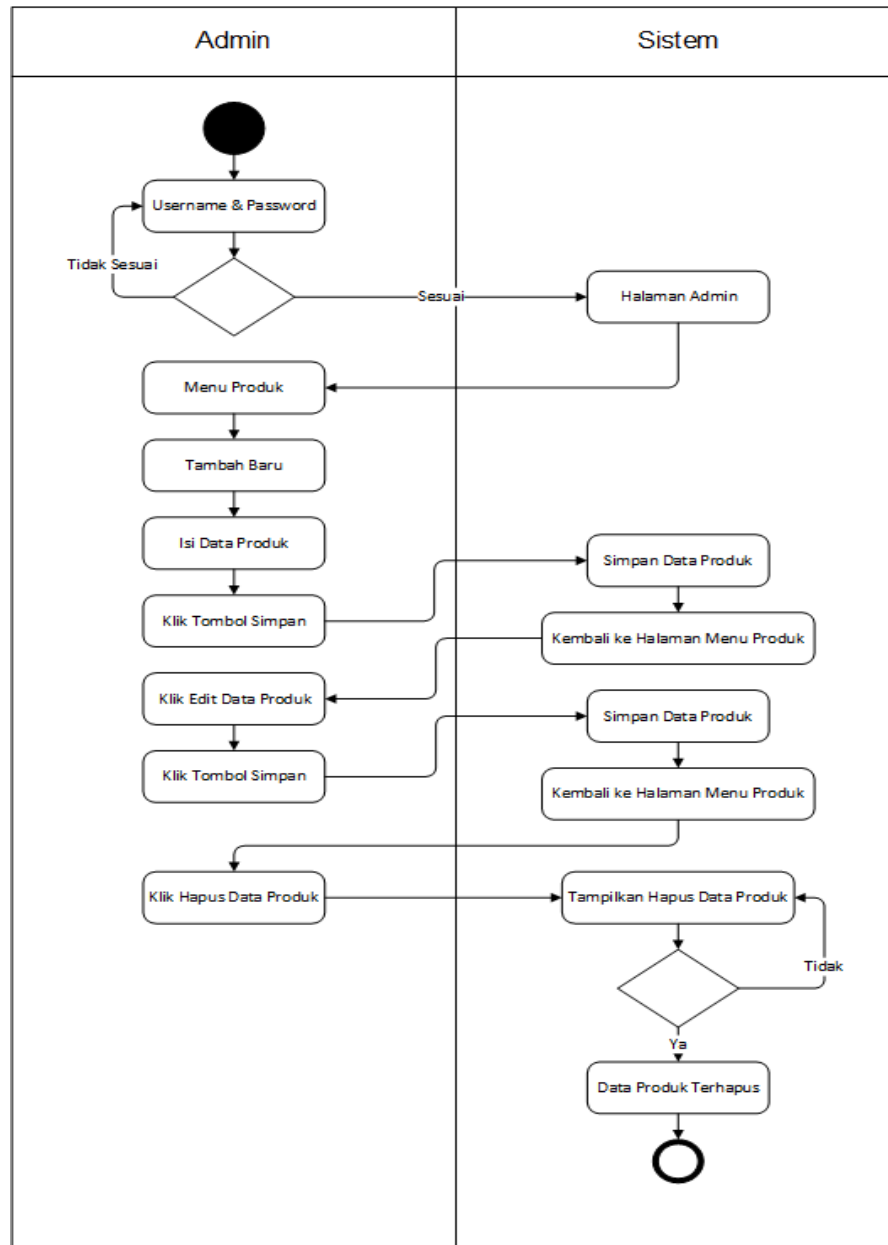 Admin
Sistem
Username & Password
Tidak Sesuai
Sesuai
Halaman Admin
Menu Produk
Tambah Baru
Isi Data Produk
Simpan Data Produk
Klik Tombol Simpan
Kembali ke Halaman Menu Produk
Klik Edit Data Produk
Simpan Data Produk
Klik Tombol Simpan
Kembali ke Halaman Menu Produk
Klik Hapus Data Produk
Tampilkan Hapus Data Produk
Tidak
Ya
Data Produk Terhapus